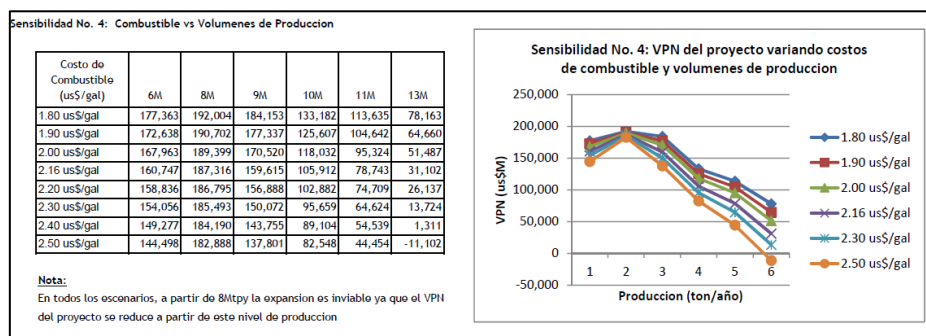 Sensibilidad No. 4: Combustible vs Volumenes de Produccion
Costo de
Combustible
(us$/gal) 6M 8M 9M 10M 11M 13M
1.80 us$/gal 177,363 192,004 184,153 133,182 113,635 78,163
1.90 us$/gal 172,638 190,702 177,337 125,607 104,642 64,660
2.00 us$/gal 167,963 189,399 170,520 118,032 95,324 51,487
2.16 us$/gal 160,747 187,316 159,615 105,912 78,743 31,102
2.20 us$/gal 158,836 186,795 156,888 102,882 74,709 26,137
2.30 us$/gal 154,056 185,493 150,072 95,659 64,624 13,724
2.40 us$/gal 149,277 184,190 143,755 89,104 54,539 1,311
2.50 us$/gal 144,498 182,888 137,801 82,548 44,454 -11,102
Nota:
En todos los escenarios, a partir de 8Mtpy la expansion es inviable ya que el VPN
del proyecto se reduce a partir de este nivel de produccion
Sensibilidad No. 4: VPN del proyecto variando costos
de combustible y volumenes de produccion
VPN (us$M)
250,000
200,000
150,000
100,000
50,000
0
-50,000
1 2 3 4 5 6
Produccion (ton/año)
1.80 us$/gal
1.90 us$/gal
2.00 us$/gal
2.16 us$/gal
2.30 us$/gal
2.50 us$/gal